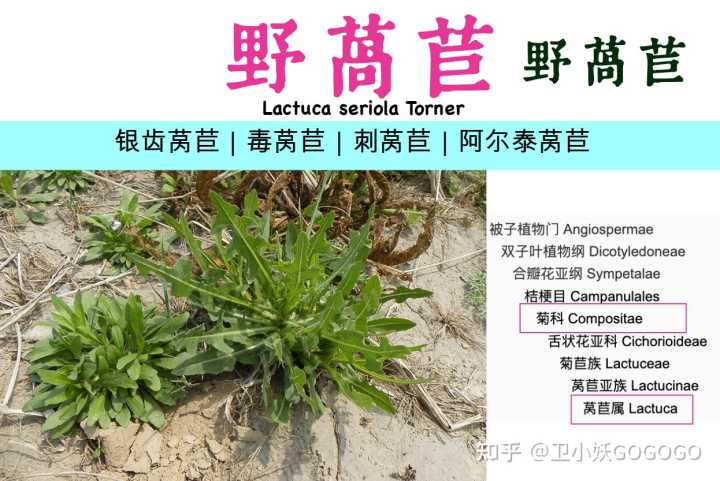 野萵苣 野萵苣
Lactuca seriola Torner
银齿莴苣 | 毒莴苣 | 刺莴苣 | 阿尔泰莴苣
被子植物门 Angiospermae
双子叶植物纲 Dicotyledoneae
合瓣花亚纲 Sympetalae
桔梗目 Campanulales
菊科 Compositae
舌状花亚科 Cichorioideae
菊苣族 Lactuceae
莴苣亚族 Lactucinae
莴苣属 Lactuca
知乎 @卫小妖GOGOGO